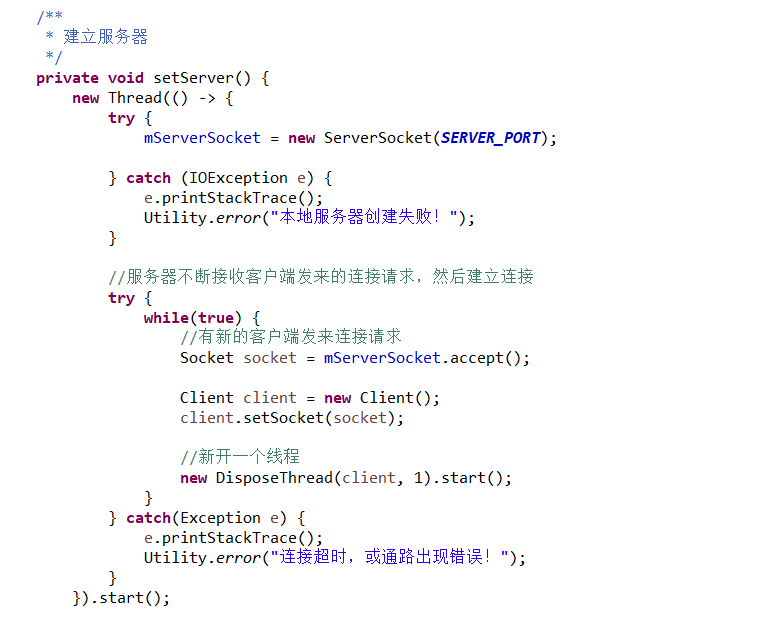 /**
 * 建立服务器
 */
private void setServer() {
    new Thread(() -> {
        try {
            mServerSocket = new ServerSocket(SERVER_PORT);

        } catch (IOException e) {
            e.printStackTrace();
            Utility.error("本地服务器创建失败！");
        }

        //服务器不断接收客户端发来的连接请求，然后建立连接
        try {
            while(true) {
                //有新的客户端发来连接请求
                Socket socket = mServerSocket.accept();

                Client client = new Client();
                client.setSocket(socket);

                //新开一个线程
                new DisposeThread(client, 1).start();
            }
        } catch(Exception e) {
            e.printStackTrace();
            Utility.error("连接超时，或通路出现错误！");
        }
    }).start();